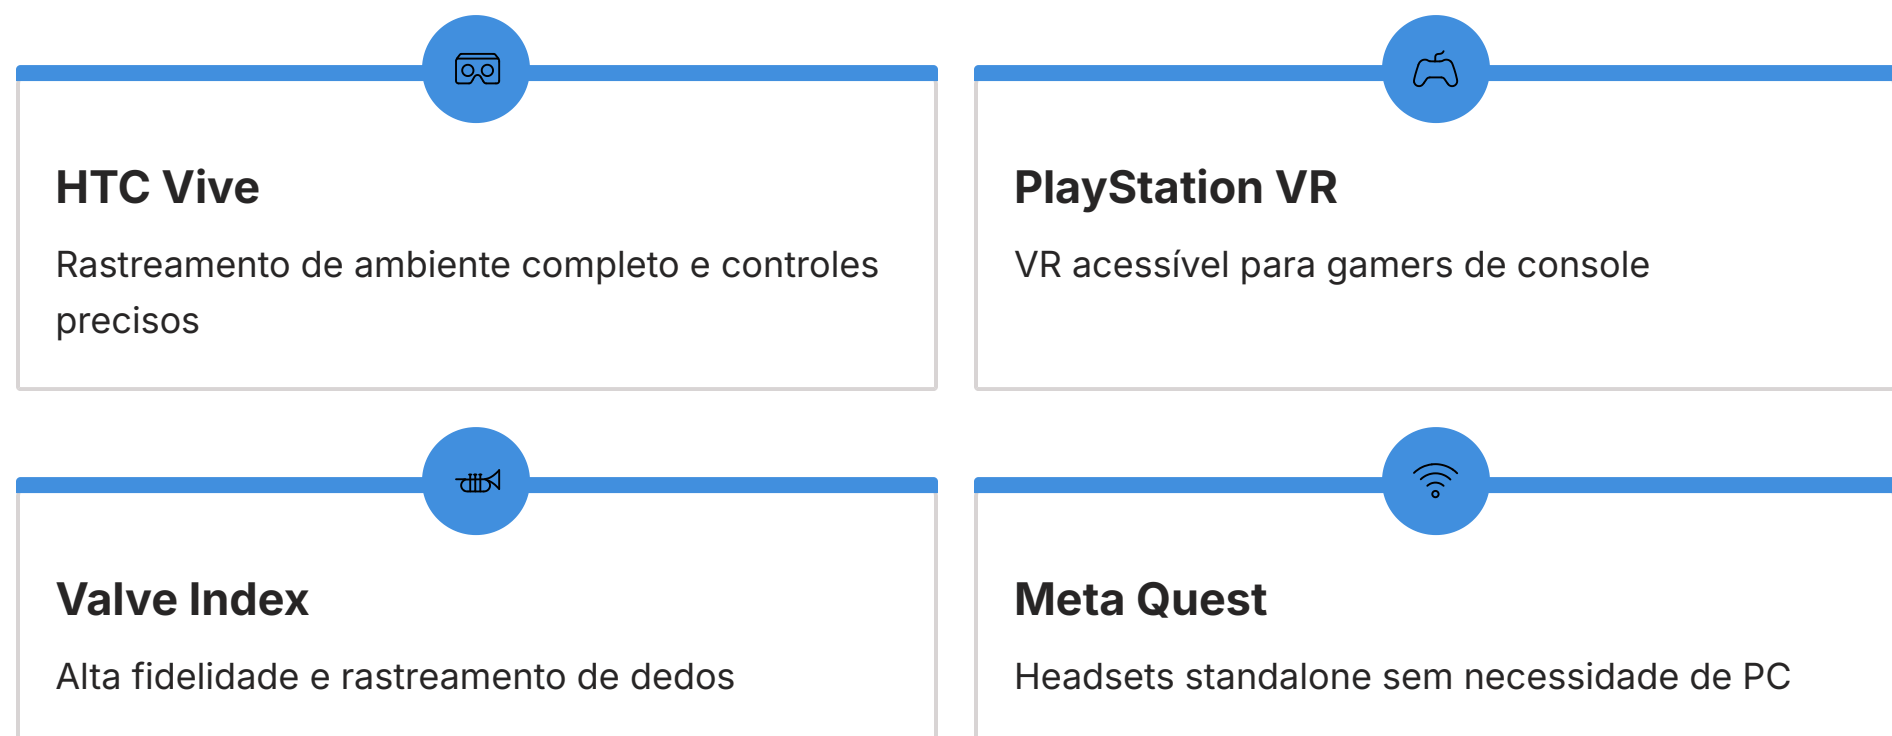 HTC Vive
Rastreamento de ambiente completo e controles
precisos
PlayStation VR
VR acessível para gamers de console
Valve Index
Alta fidelidade e rastreamento de dedos
Meta Quest
Headsets standalone sem necessidade de PC